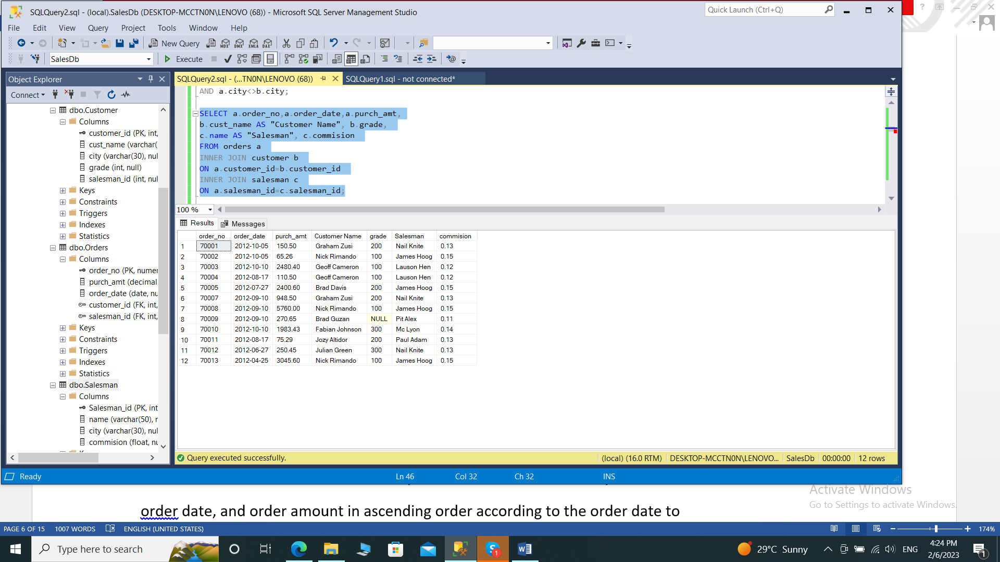 SQLQuery2.sql - (local).SalesDb (DESKTOP-MCCTN0N\LENOVO (68)) - Microsoft SQL Server Management Studio
Quick Launch (Ctrl+Q)
File Edit View Query Project Tools Window Help
New Query MDX DMX XMLA DAX
SalesDb Execute
Object Explorer
SQLQuery2.sql - (...TN0N\LENOVO (68)) SQLQuery1.sql - not connected*
Connect
dbo.Customer
Columns
customer_id (PK, int,
cust_name (varchar(
city (varchar(30), nul
grade (int, null)
salesman_id (int, nul
Keys
Constraints
Triggers
Indexes
Statistics
dbo.Orders
Columns
order_no (PK, numer
purch_amt (decimal
order_date (date, nu
customer_id (FK, int,
salesman_id (FK, int,
Keys
Constraints
Triggers
Indexes
Statistics
dbo.Salesman
Columns
Salesman_id (PK, int
name (varchar(50), r
city (varchar(30), nul
commision (float, nu
AND a.city<>b.city;
SELECT a.order_no,a.order_date,a.purch_amt,
b.cust_name AS "Customer Name", b.grade,
c.name AS "Salesman", c.commision
FROM orders a
INNER JOIN customer b
ON a.customer_id=b.customer_id
INNER JOIN salesman c
ON a.salesman_id=c.salesman_id;
100 %
Results Messages
order_no order_date purch_amt Customer Name grade Salesman commision
1 70001 2012-10-05 150.50 Graham Zusi 200 Nail Knite 0.13
2 70002 2012-10-05 65.26 Nick Rimando 100 James Hoog 0.15
3 70003 2012-10-10 2480.40 Geoff Cameron 100 Lauson Hen 0.12
4 70004 2012-08-17 110.50 Geoff Cameron 100 Lauson Hen 0.12
5 70005 2012-07-27 2400.60 Brad Davis 200 James Hoog 0.15
6 70007 2012-09-10 948.50 Graham Zusi 200 Nail Knite 0.13
7 70008 2012-09-10 5760.00 Nick Rimando 100 James Hoog 0.15
8 70009 2012-09-10 270.65 Brad Guzan NULL Pit Alex 0.11
9 70010 2012-10-10 1983.43 Fabian Johnson 300 Mc Lyon 0.14
10 70011 2012-08-17 75.29 Jozy Altidor 200 Paul Adam 0.13
11 70012 2012-06-27 250.45 Julian Green 300 Nail Knite 0.13
12 70013 2012-04-25 3045.60 Nick Rimando 100 James Hoog 0.15
Query executed successfully. (local) (16.0 RTM) DESKTOP-MCCTN0N\LENOVO... SalesDb 00:00:00 12 rows
Ready Ln 46 Col 32 Ch 32 INS
Activate Windows
Go to Settings to activate Windows.
order date, and order amount in ascending order according to the order date to
PAGE 6 OF 15 1007 WORDS ENGLISH (UNITED STATES) 174%
Type here to search
29°C Sunny ENG
4:24 PM
2/6/2023